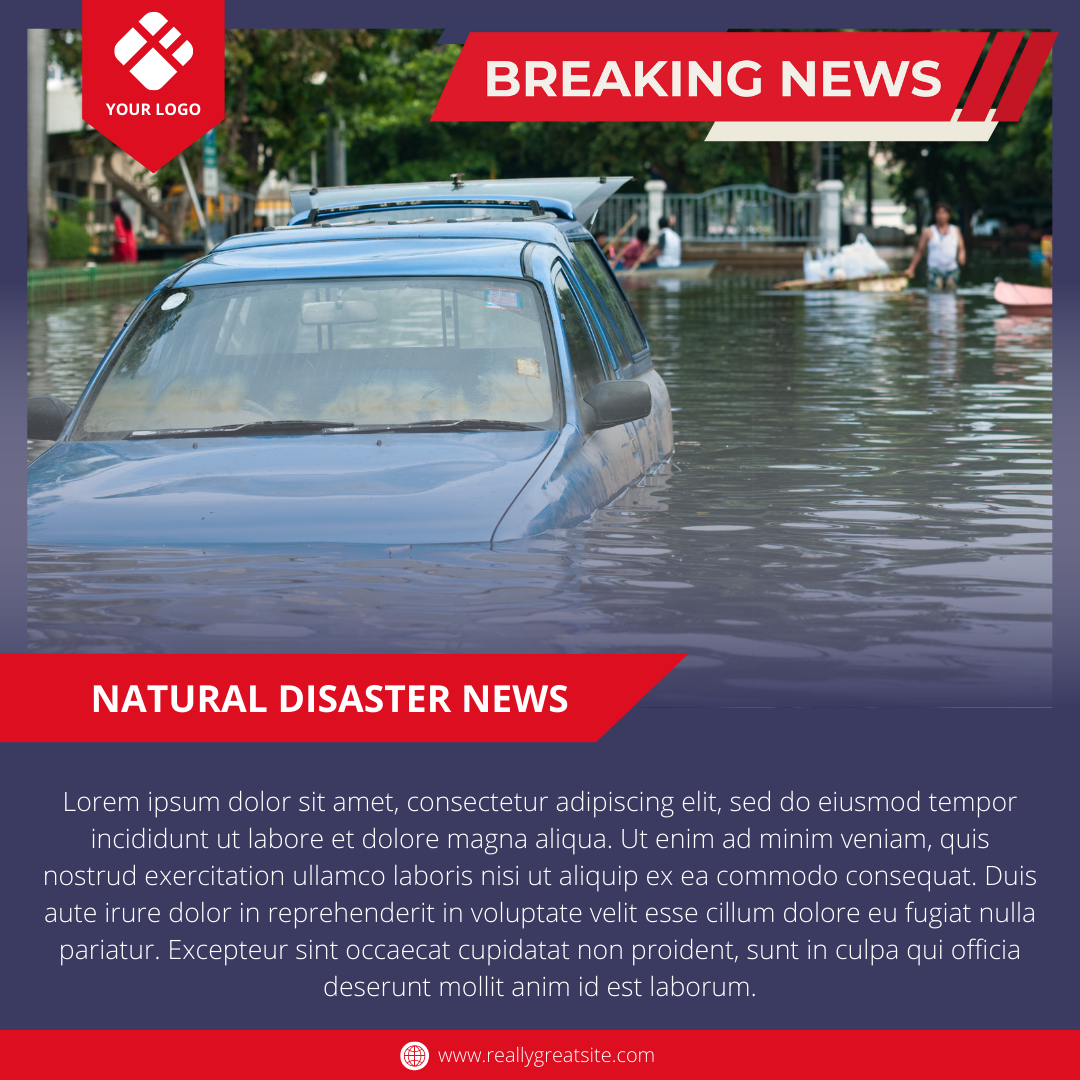 YOUR LOGO
BREAKING NEWS
NATURAL DISASTER NEWS
Lorem ipsum dolor sit amet, consectetur adipiscing elit, sed do eiusmod tempor
incididunt ut labore et dolore magna aliqua. Ut enim ad minim veniam, quis
nostrud exercitation ullamco laboris nisi ut aliquip ex ea commodo consequat. Duis
aute irure dolor in reprehenderit in voluptate velit esse cillum dolore eu fugiat nulla
pariatur. Excepteur sint occaecat cupidatat non proident, sunt in culpa qui officia
deserunt mollit anim id est laborum.
www.reallygreatsite.com